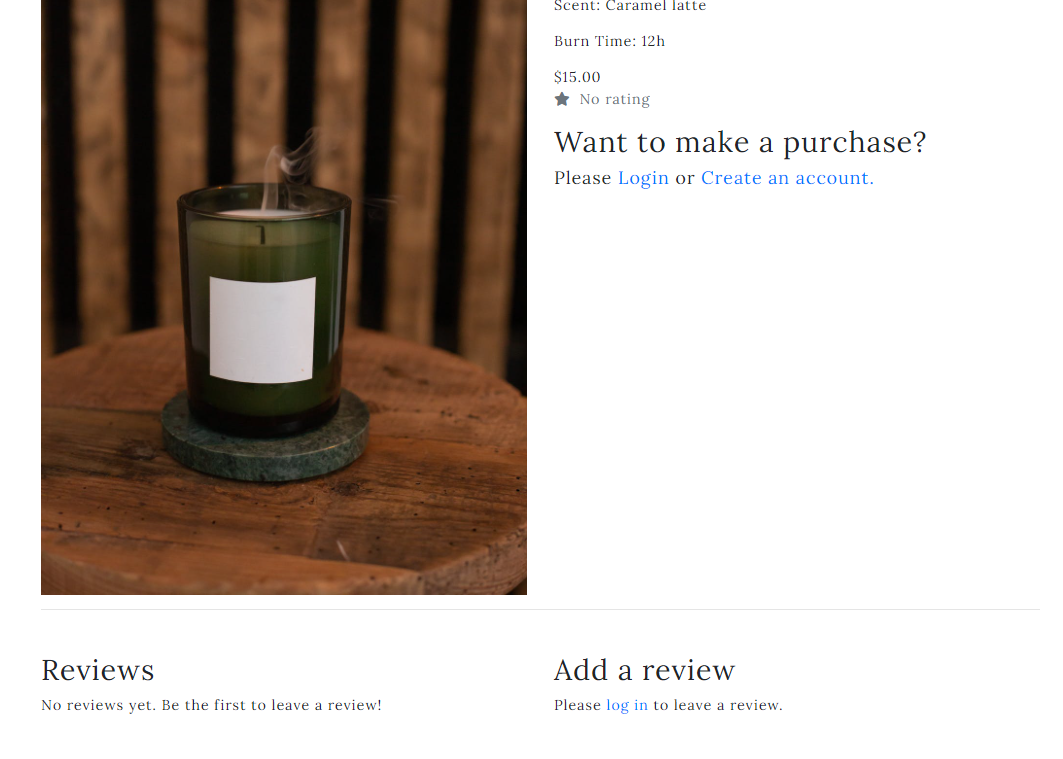 Scent: Caramel latte
Burn Time: 12h
$15.00
No rating
Want to make a purchase?
Please Login or Create an account.
Reviews
No reviews yet. Be the first to leave a review!
Add a review
Please log in to leave a review.